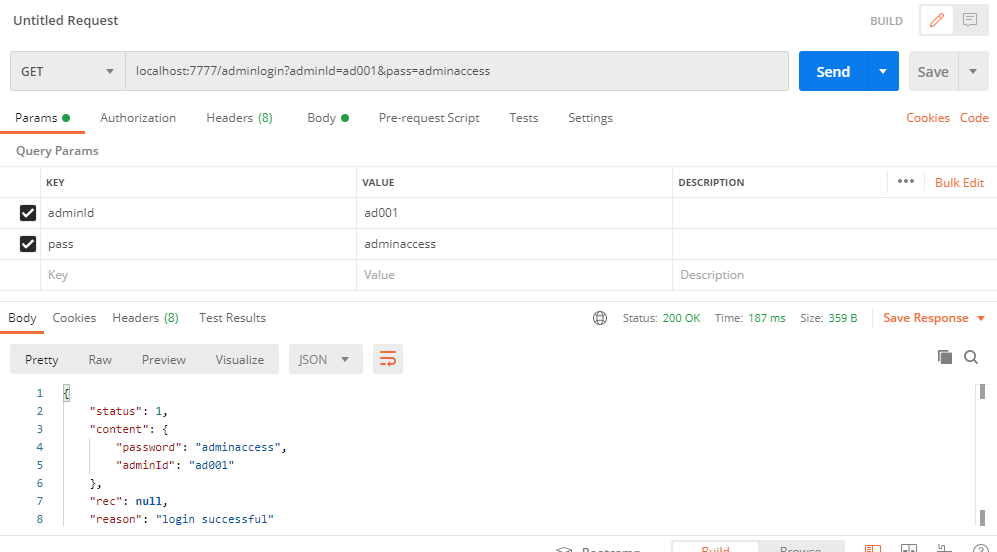 Untitled Request BUILD
GET localhost:7777/adminlogin?adminId=ad001&pass=adminaccess Send Save
Params Authorization Headers (8) Body Pre-request Script Tests Settings Cookies Code
Query Params
KEY VALUE DESCRIPTION ••• Bulk Edit
adminId ad001
pass adminaccess
Key Value Description
Body Cookies Headers (8) Test Results Status: 200 OK Time: 187 ms Size: 359 B Save Response
Pretty Raw Preview Visualize JSON
1 {
2 "status": 1,
3 "content": {
4 "password": "adminaccess",
5 "adminId": "ad001"
6 },
7 "rec": null,
8 "reason": "login successful"
Bootcamp Build Browse